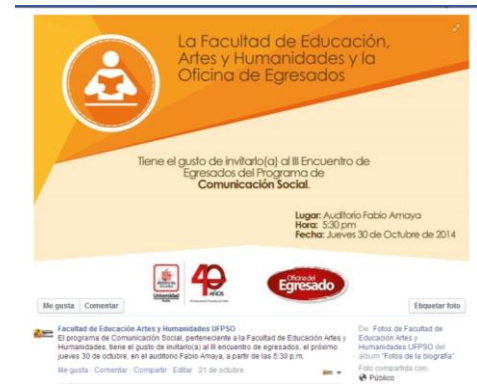 La Facultad de Educación,
Artes y Humanidades y la
Oficina de Egresados
Tiene el gusto de invitarlo(a) al III Encuentro de
Egresados del Programa de
Comunicación Social.
Lugar: Auditorio Fabio Amaya
Hora: 5:30 pm
Fecha: Jueves 30 de Octubre de 2014
Universidad
40
AÑOS
Oficina del
Egresado
Me gusta Comentar Etiquetar foto
Facultad de Educación Artes y Humanidades UFPSO
El programa de Comunicación Social, perteneciente a la Facultad de Educación Artes y
Humanidades, tiene el gusto de invitarlo(a) al III encuentro de egresados, el próximo
jueves 30 de octubre, en el auditorio Fabio Amaya, a partir de las 5:30 p.m.
Me gusta · Comentar · Compartir · Editar · 21 de octubre
De: Fotos de Facultad de
Educación Artes y
Humanidades UFPSO del
álbum "Fotos de la biografía"
Foto compartida con:
Público